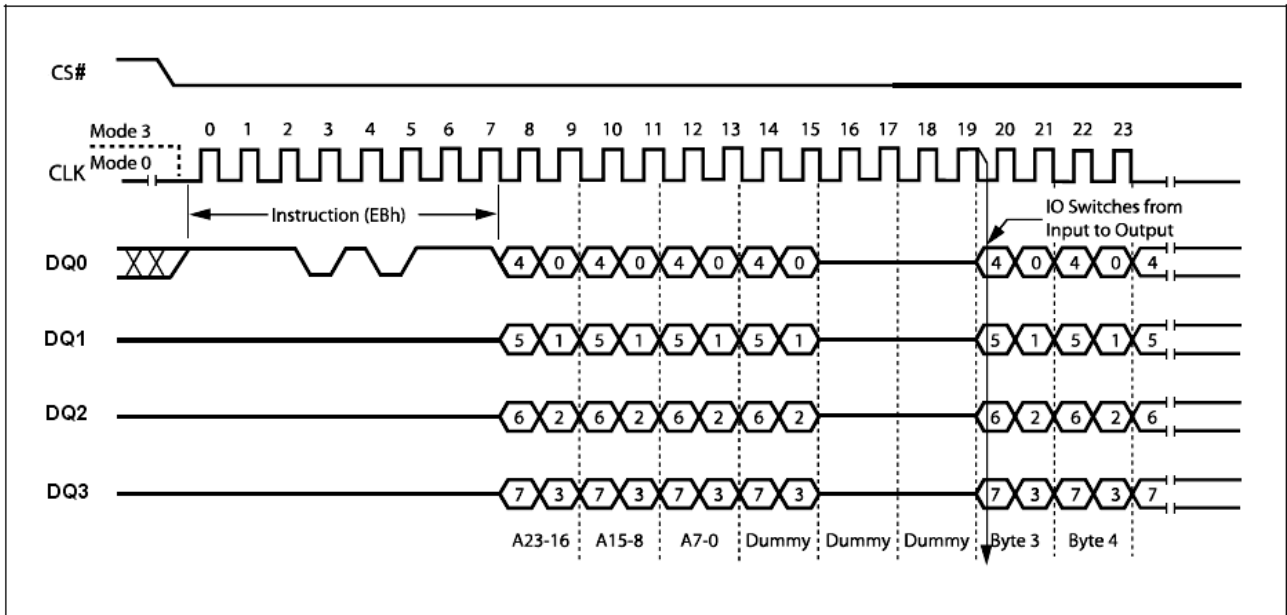 CS#
Mode 3
0 1 2 3 4 5 6 7 8 9 10 11 12 13 14 15 16 17 18 19 20 21 22 23
CLK Mode 0
Instruction (EBh)
IO Switches from
Input to Output
DQ0 4 0 4 0 4 0 4 0 4 0 4 0 4
DQ1 5 1 5 1 5 1 5 1 5 1 5 1 5
DQ2 6 2 6 2 6 2 6 2 6 2 6 2 6
DQ3 7 3 7 3 7 3 7 3 7 3 7 3 7
A23-16 A15-8 A7-0 Dummy Dummy Dummy Byte 3 Byte 4